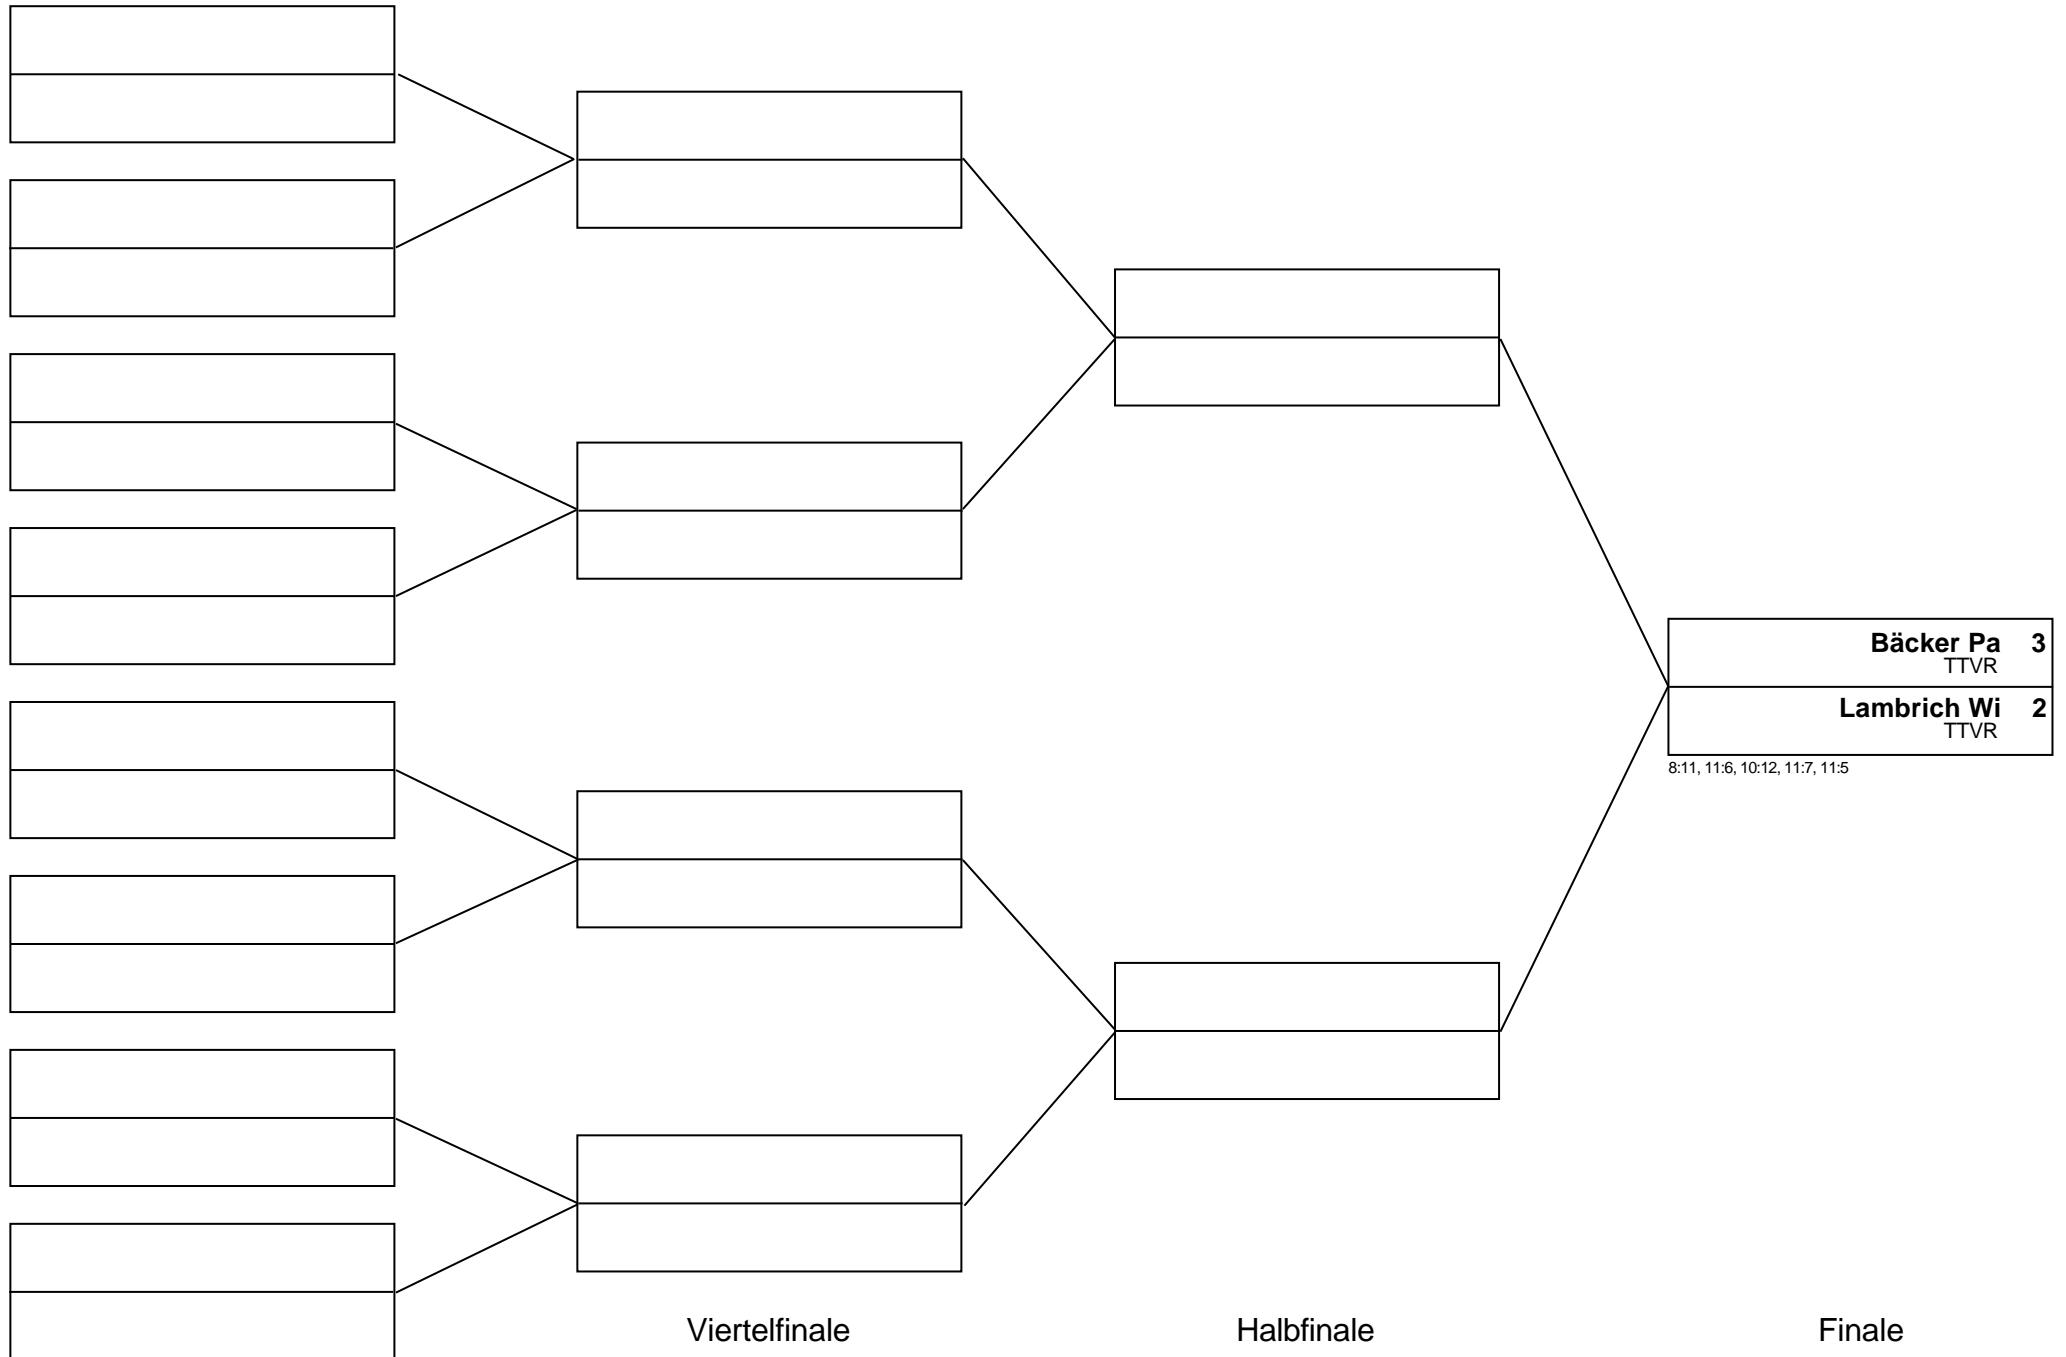 Bäcker Pa 3
TTVR
Lambrich Wi 2
TTVR
8:11, 11:6, 10:12, 11:7, 11:5
Viertelfinale Halbfinale Finale